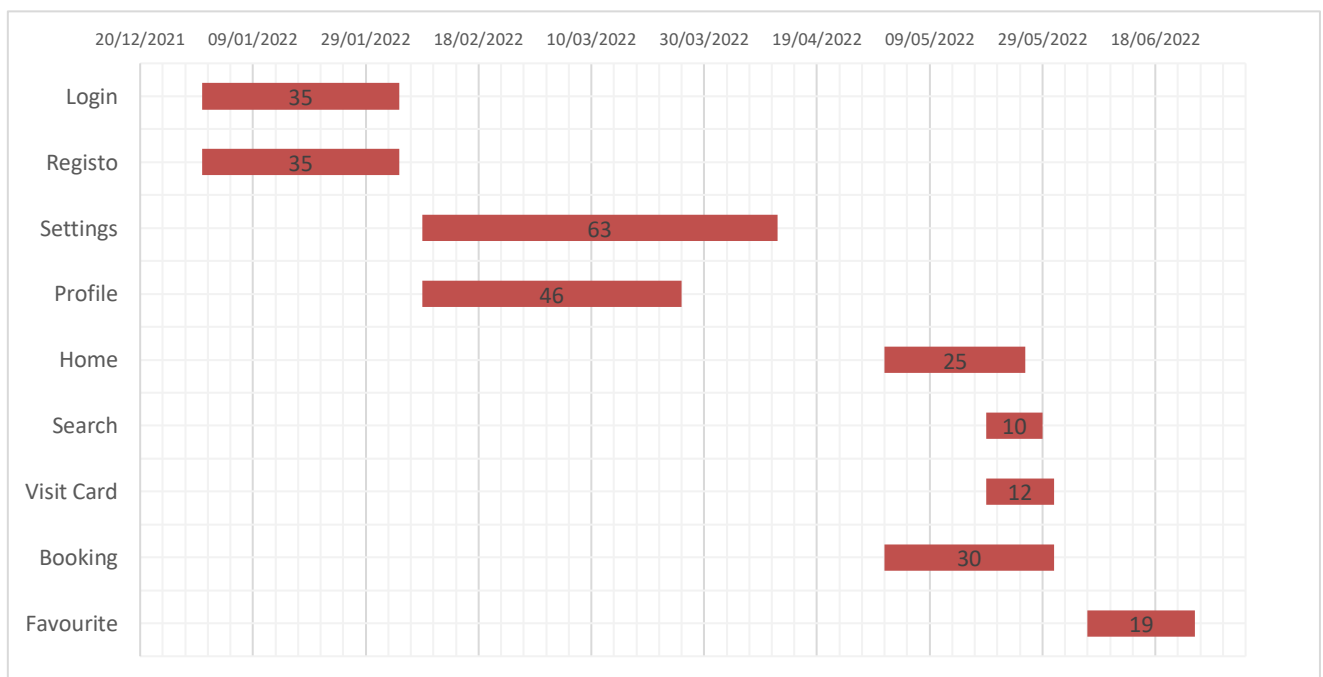 20/12/2021 09/01/2022 29/01/2022 18/02/2022 10/03/2022 30/03/2022 19/04/2022 09/05/2022 29/05/2022 18/06/2022
Login 35
Registo 35
Settings 63
Profile 46
Home 25
Search 10
Visit Card 12
Booking 30
Favourite 19